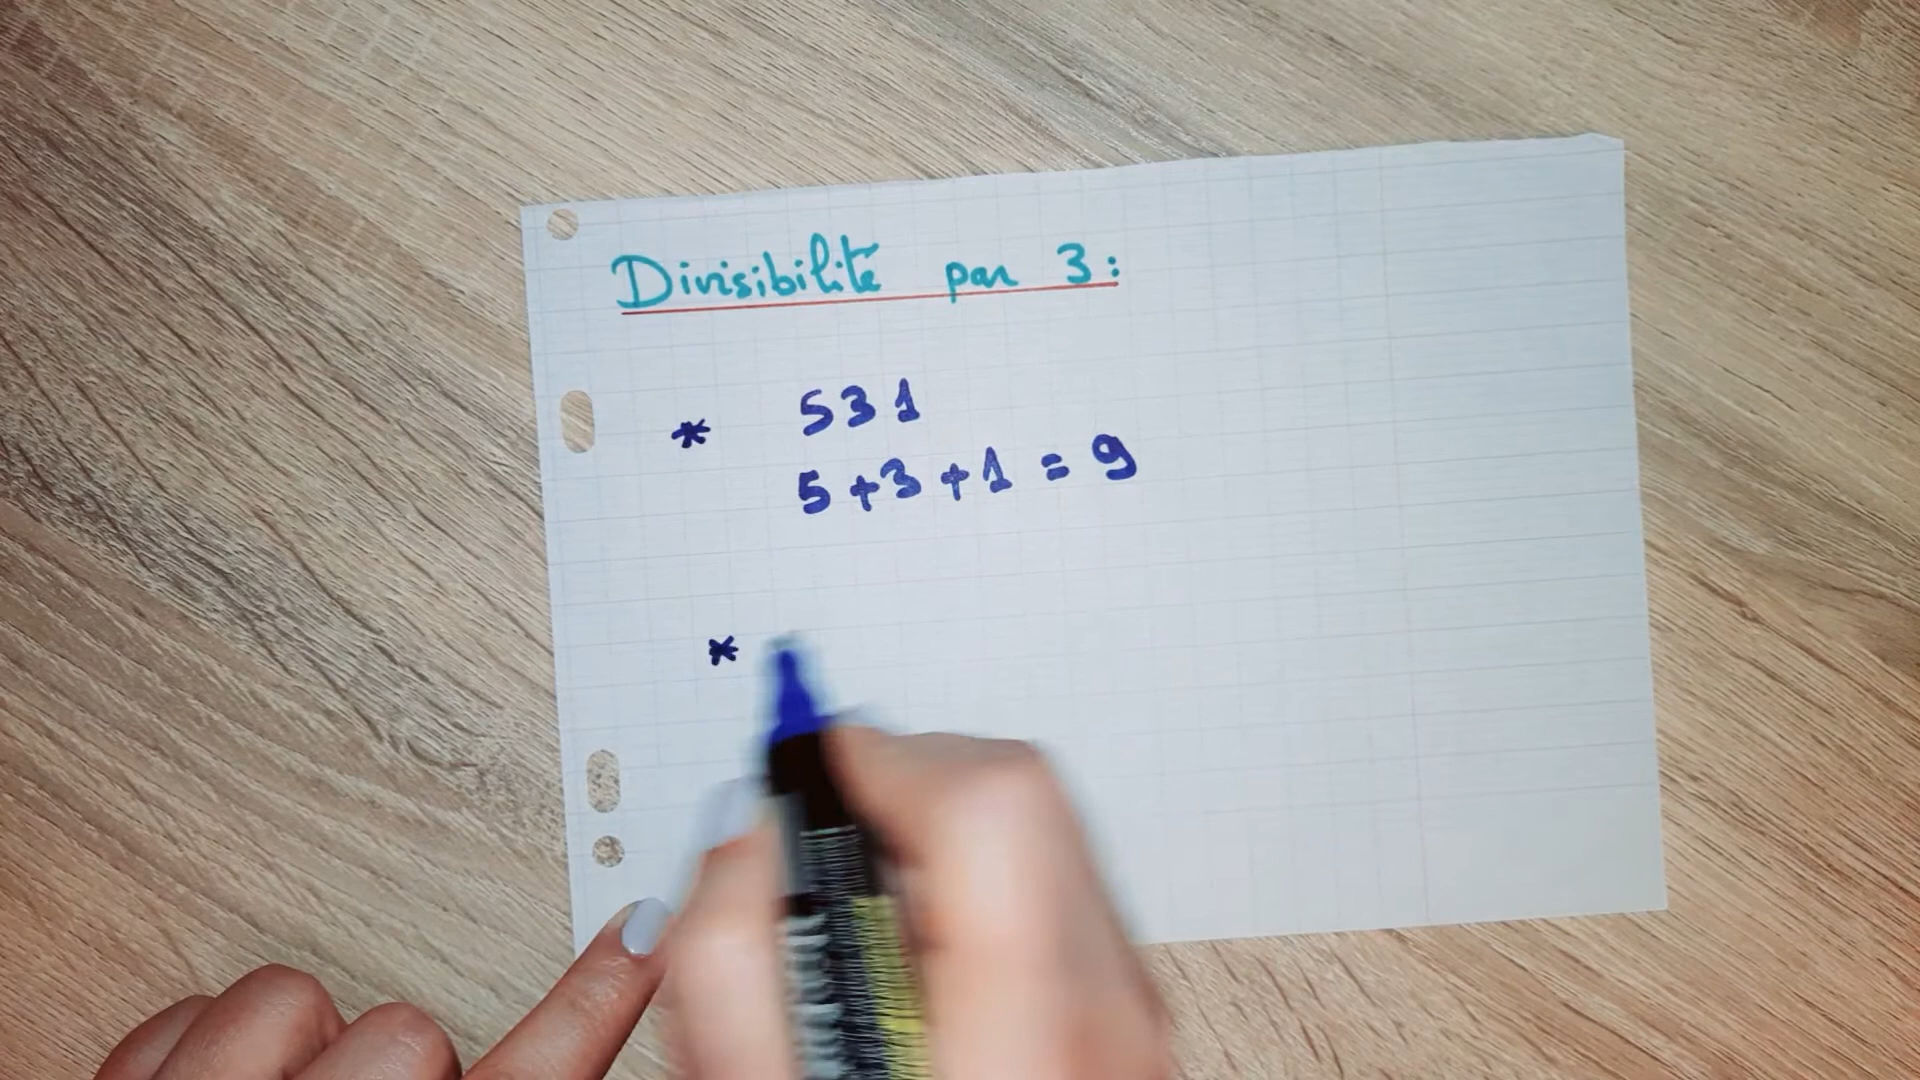 Divisibilité par 3:
* 531
5+3+1 = 9
*